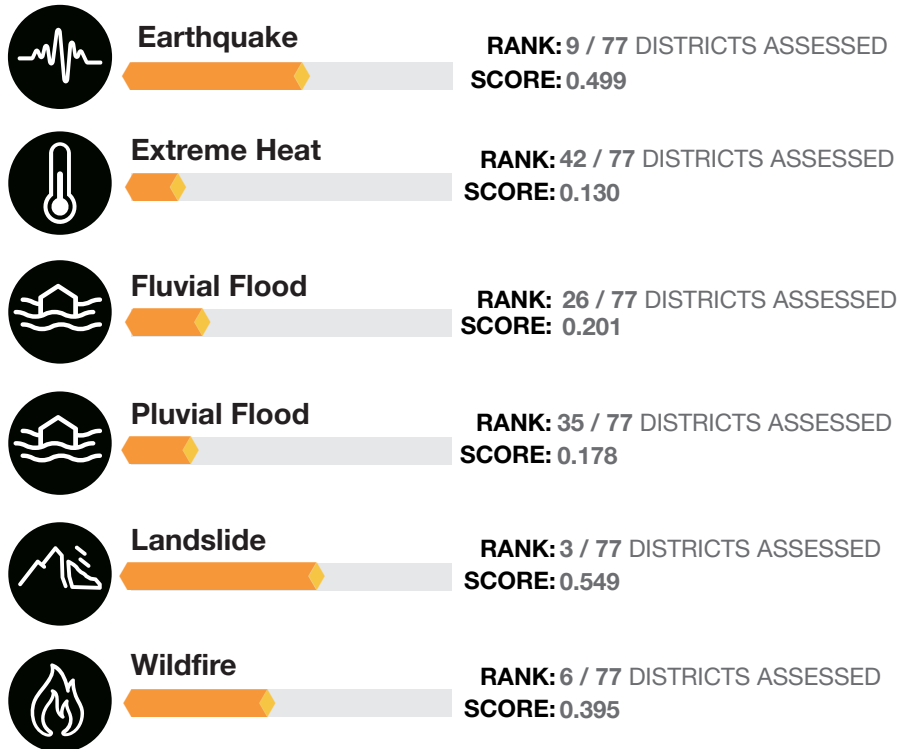 Earthquake
RANK: 9 / 77 DISTRICTS ASSESSED
SCORE: 0.499
Extreme Heat
RANK: 42 / 77 DISTRICTS ASSESSED
SCORE: 0.130
Fluvial Flood
RANK: 26 / 77 DISTRICTS ASSESSED
SCORE: 0.201
Pluvial Flood
RANK: 35 / 77 DISTRICTS ASSESSED
SCORE: 0.178
Landslide
RANK: 3 / 77 DISTRICTS ASSESSED
SCORE: 0.549
Wildfire
RANK: 6 / 77 DISTRICTS ASSESSED
SCORE: 0.395